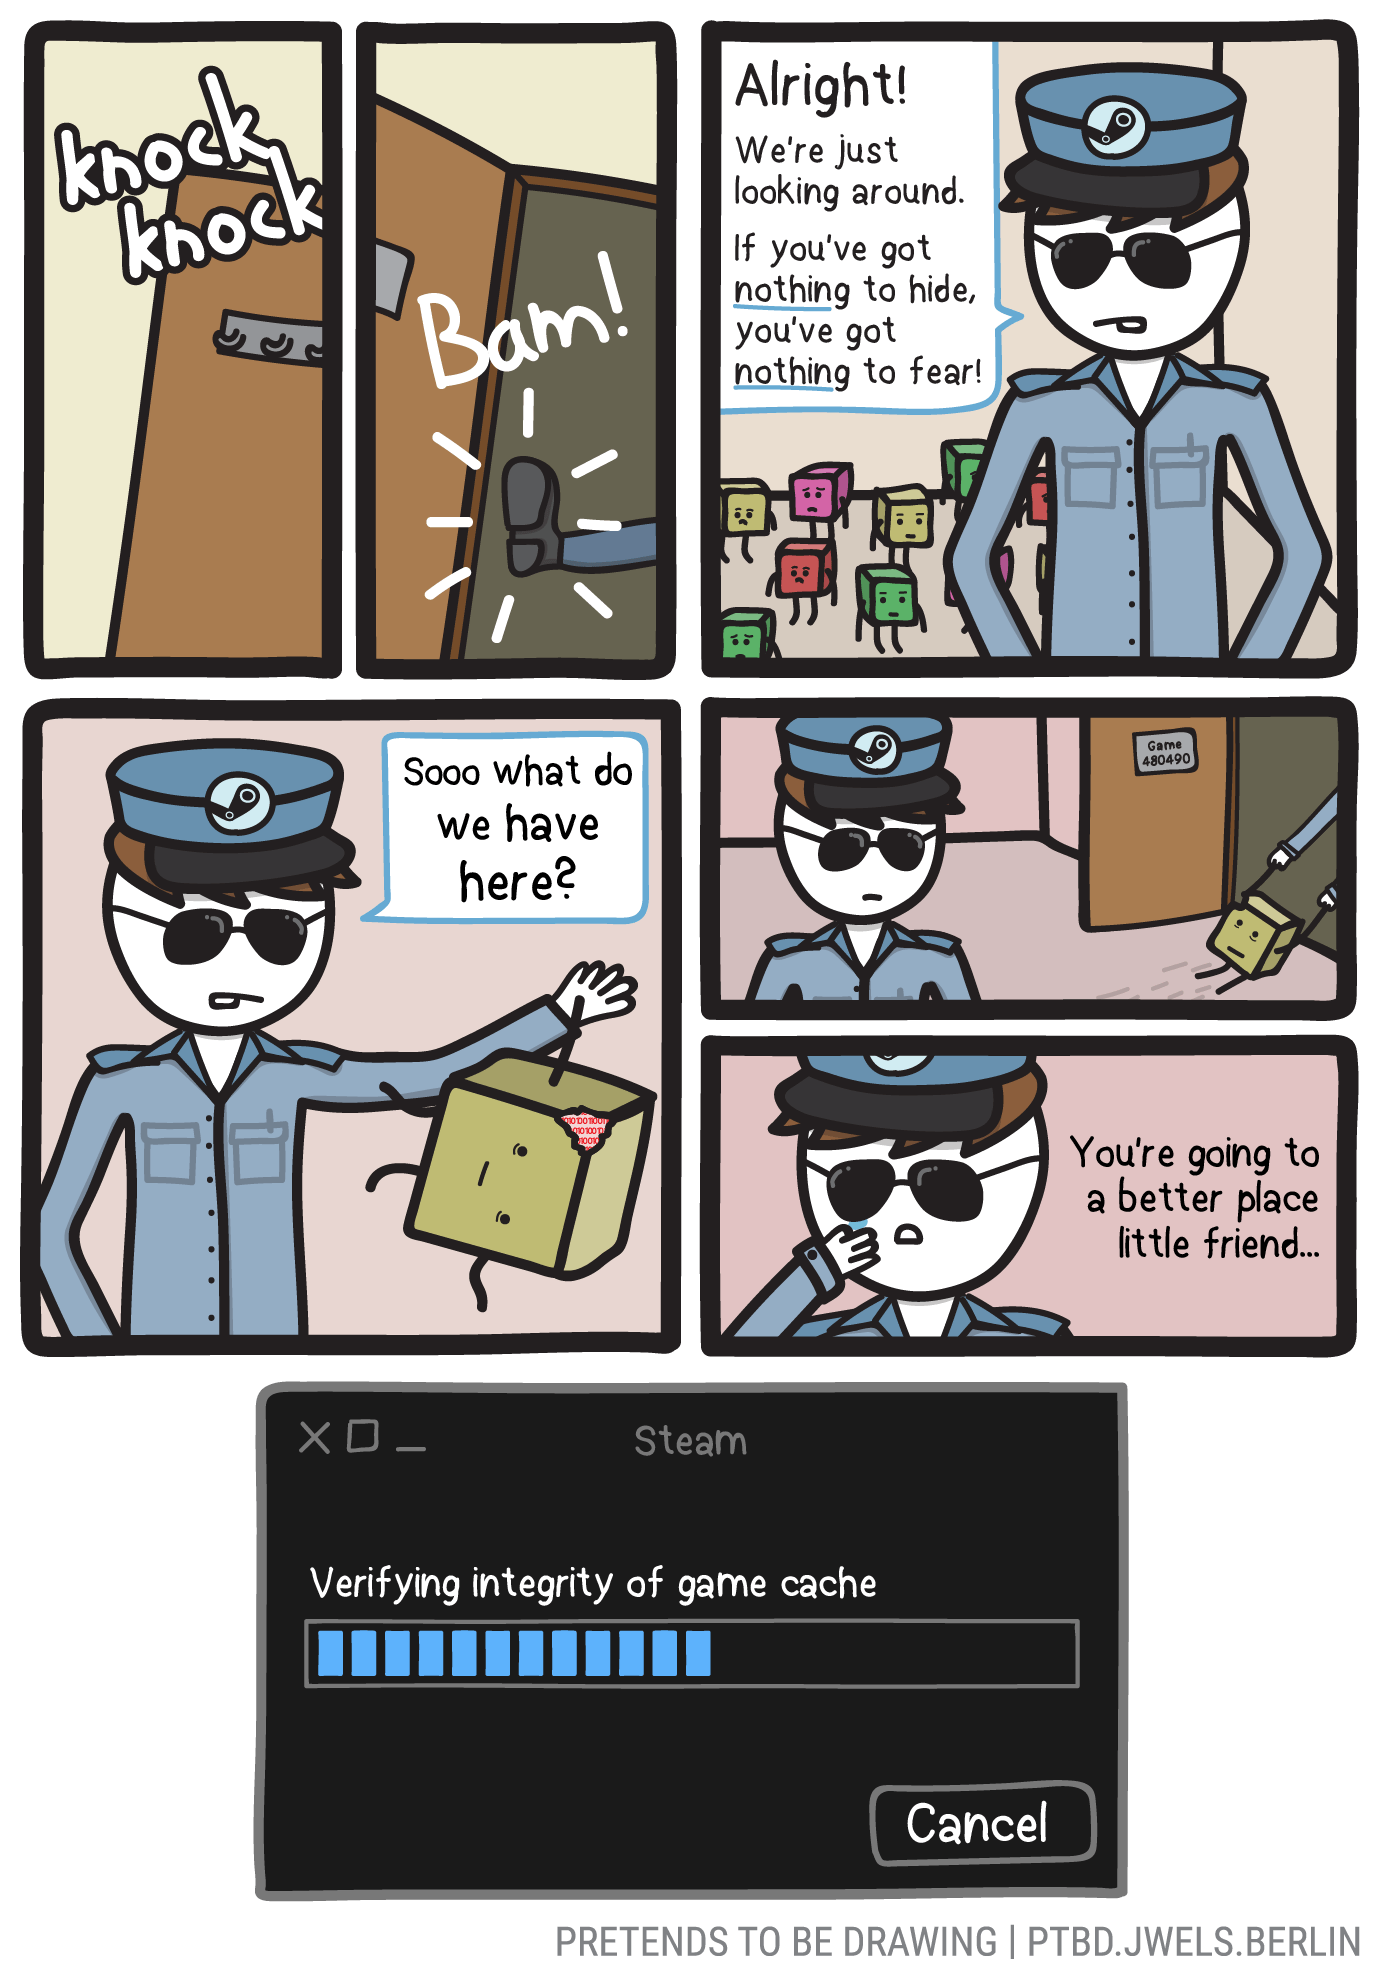 knock
knock
Bam!
Alright!
We're just
looking around.
If you've got
nothing to hide,
you've got
nothing to fear!
Sooo what do
we have
here?
Game
480490
You're going to
a better place
little friend...
Steam
Verifying integrity of game cache
Cancel
PRETENDS TO BE DRAWING | PTBD.JWELS.BERLIN